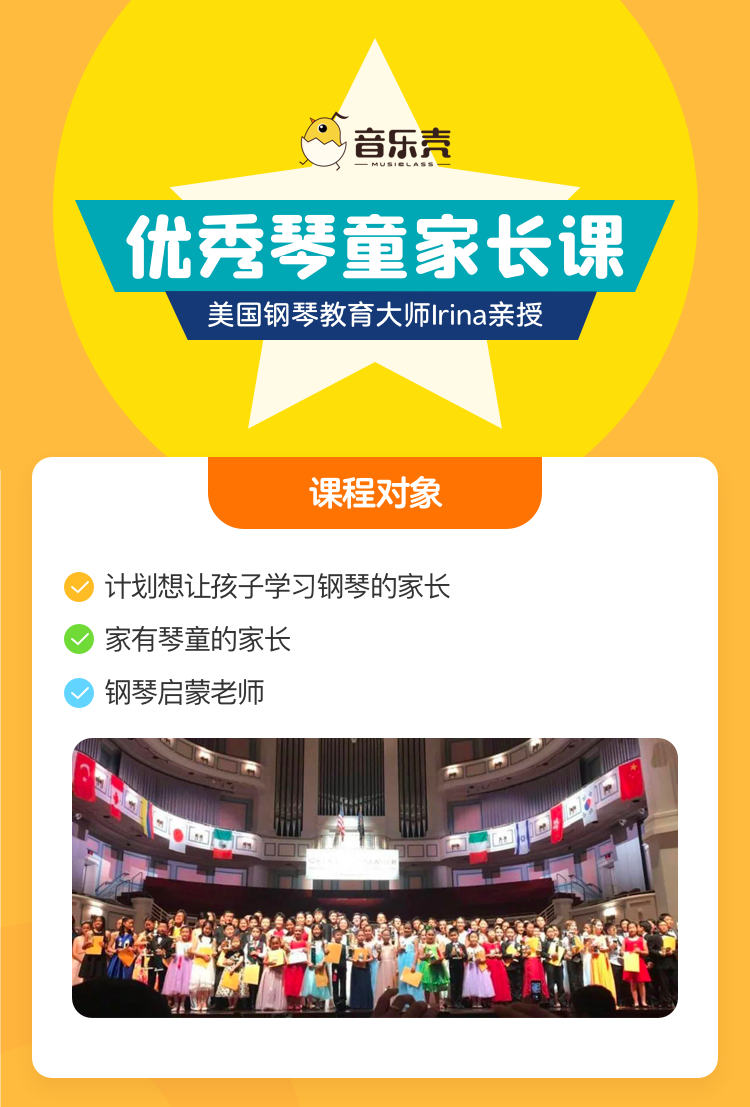 音乐壳
MUSICLASS
优秀琴童家长课
美国钢琴教育大师Irina亲授
课程对象
计划想让孩子学习钢琴的家长
家有琴童的家长
钢琴启蒙老师